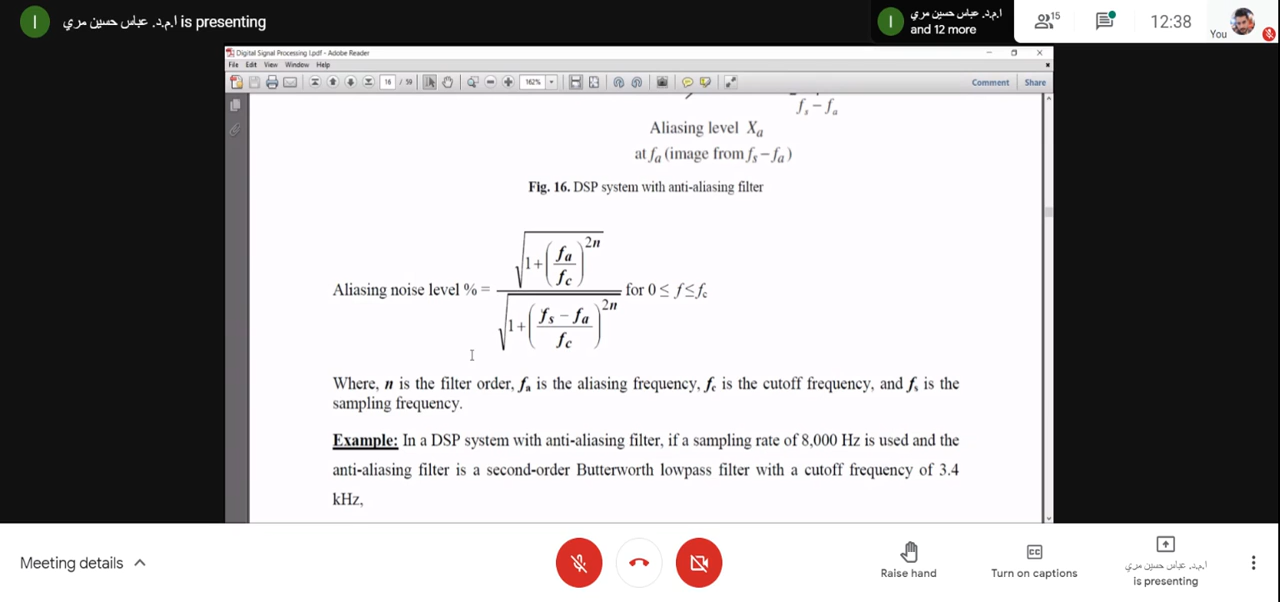 I
ا.م.د. عباس حسين مري is presenting
I
ا.م.د. عباس حسين مري
and 12 more
15
12:38
You
Digital Signal Processing I.pdf - Adobe Reader
File Edit View Window Help
16 / 59
162%
Comment Share
fs − fa
Aliasing level Xa
at fa (image from fs − fa)
Fig. 16. DSP system with anti-aliasing filter
Aliasing noise level % = √(1+(fa/fc)^2n) / √(1+((fs − fa)/fc)^2n) for 0 ≤ f ≤ fc
Where, n is the filter order, fa is the aliasing frequency, fc is the cutoff frequency, and fs is the
sampling frequency.
Example: In a DSP system with anti-aliasing filter, if a sampling rate of 8,000 Hz is used and the
anti-aliasing filter is a second-order Butterworth lowpass filter with a cutoff frequency of 3.4
kHz,
Meeting details
Raise hand
CC
Turn on captions
ا.م.د. عباس حسين مري
is presenting